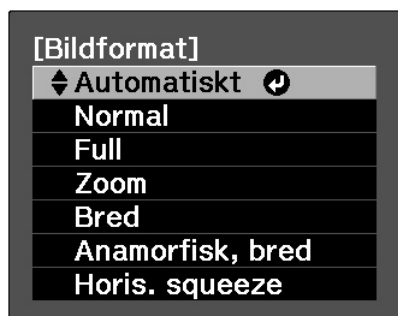 [Bildformat]
Automatiskt
Normal
Full
Zoom
Bred
Anamorfisk, bred
Horis. squeeze